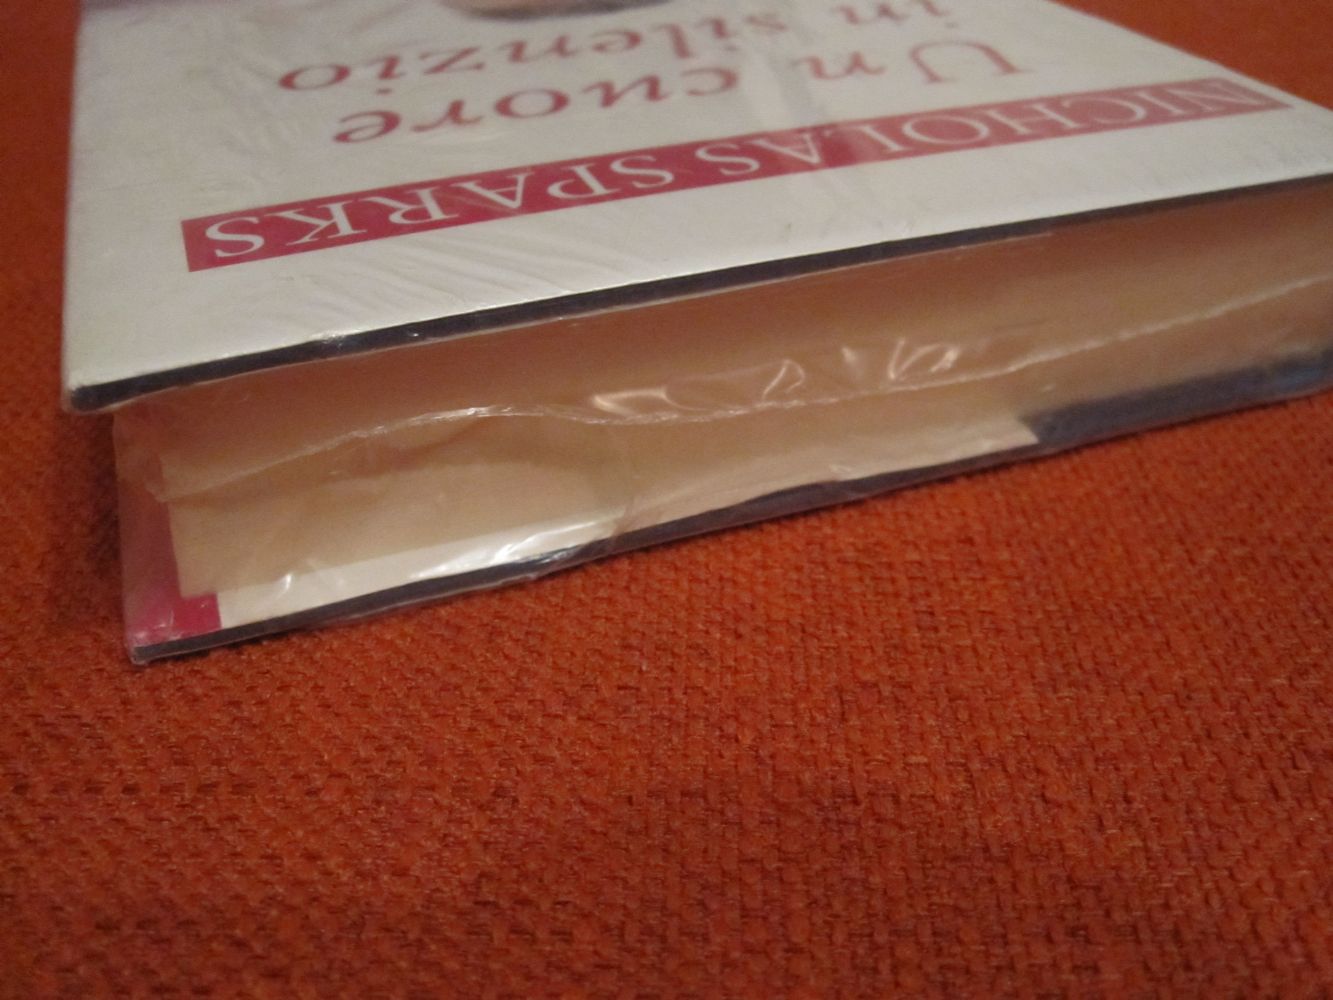 NICHOLAS SPARKS
Un cuore
in silenzio